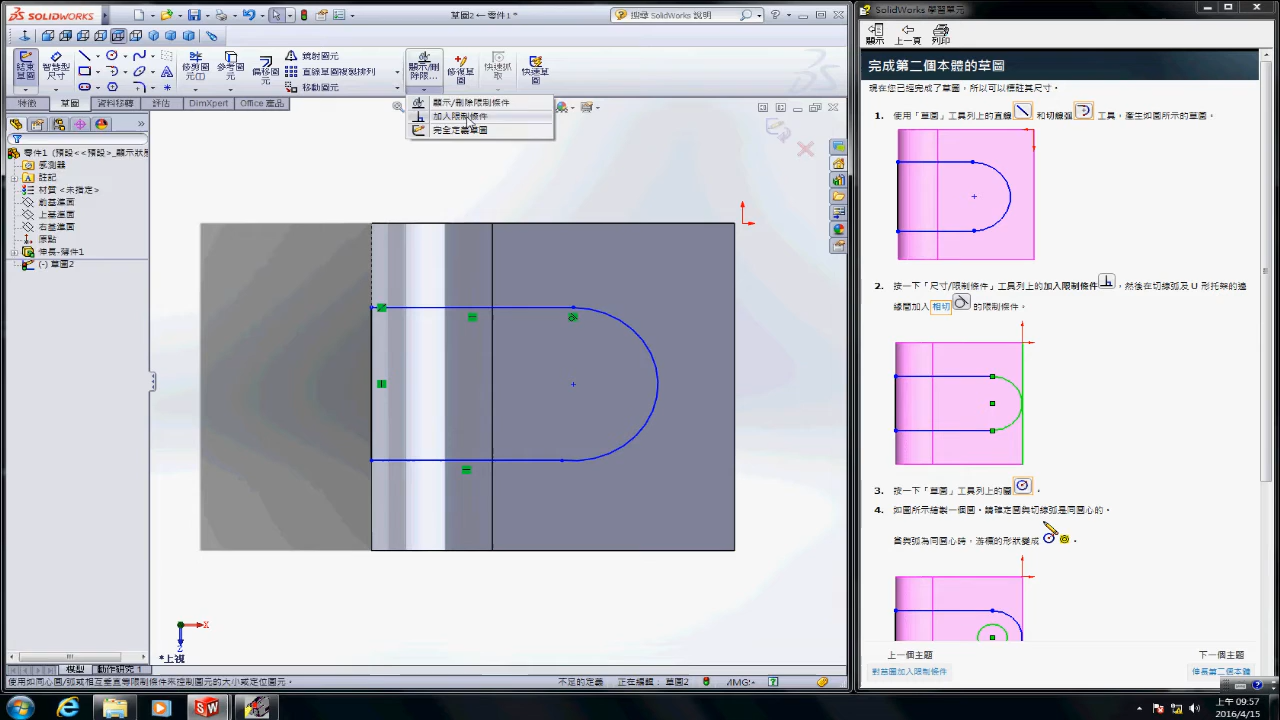 SOLIDWORKS
草圖2 ← 零件1 *
搜尋 SolidWorks 說明
結束草圖
智慧型尺寸
參考圖元
偏移圖元
鏡射圖元
直線草圖複製排列
移動圖元
顯示/刪除限...
修復草圖
快速抓取
快速草圖
顯示/刪除限制條件
加入限制條件
完全定義草圖
特徵
草圖
資料移轉
評估
DimXpert
Office 產品
零件1 (預設<<預設>_顯示狀態
感測器
註記
材質 <未指定>
前基準面
上基準面
右基準面
原點
伸長-薄件1
(-) 草圖2
X
Z
*上視
模型
動作研究 1
使用如同心圓/弧或相互垂直等限制條件來控制圖元的大小或定位圖元。
不足的定義
正在編輯: 草圖2
SolidWorks 學習單元
顯示
上一頁
列印
完成第二個本體的草圖
現在您已經完成了草圖，所以可以標註其尺寸。
1. 使用「草圖」工具列上的直線 和切線弧 工具，產生如圖所示的草圖。
2. 按一下「尺寸/限制條件」工具列上的加入限制條件 ，然後在切線弧及 U 形托架的邊
緣間加入 相切 的限制條件。
3. 按一下「草圖」工具列上的圓 。
4. 如圖所示繪製一個圓。請確定圓與切線弧是同圓心的。
當與弧為同圓心時，游標的形狀變成 。
上一個主題
下一個主題
對草圖加入限制條件
伸長第二個本體
SW
上午 09:57
2016/4/15